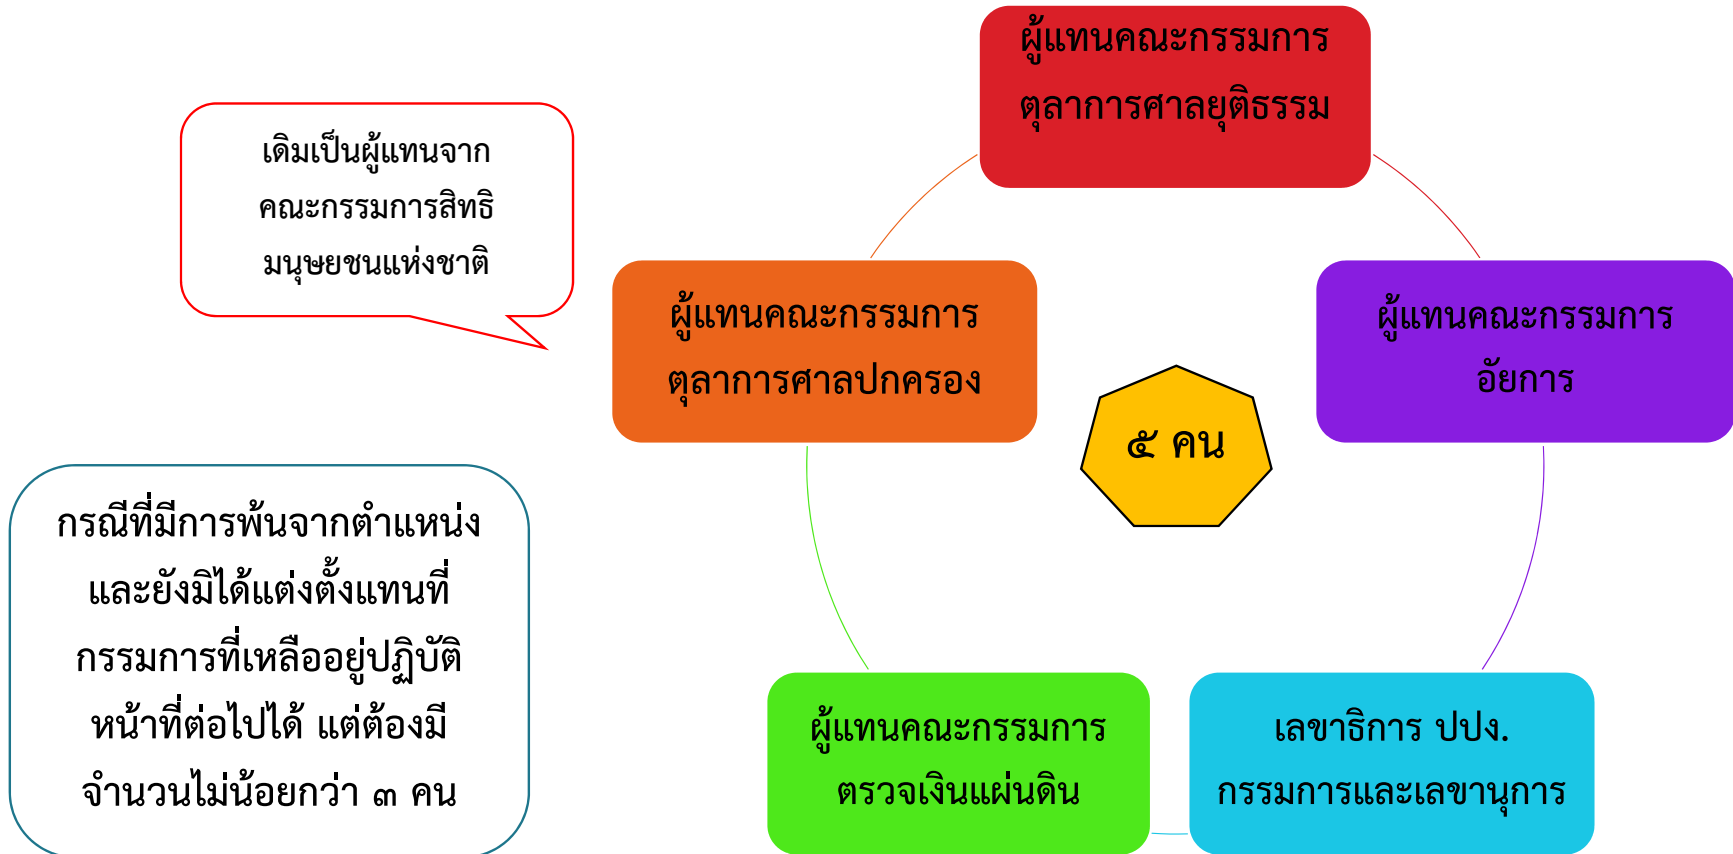 ผู้แทนคณะกรรมการ
ตุลาการศาลยุติธรรม
เดิมเป็นผู้แทนจาก
คณะกรรมการสิทธิ
มนุษยชนแห่งชาติ
ผู้แทนคณะกรรมการ
ตุลาการศาลปกครอง
ผู้แทนคณะกรรมการ
อัยการ
๕ คน
กรณีที่มีการพ้นจากตำแหน่ง
และยังมิได้แต่งตั้งแทนที่
กรรมการที่เหลืออยู่ปฏิบัติ
หน้าที่ต่อไปได้ แต่ต้องมี
จำนวนไม่น้อยกว่า ๓ คน
ผู้แทนคณะกรรมการ
ตรวจเงินแผ่นดิน
เลขาธิการ ปปง.
กรรมการและเลขานุการ